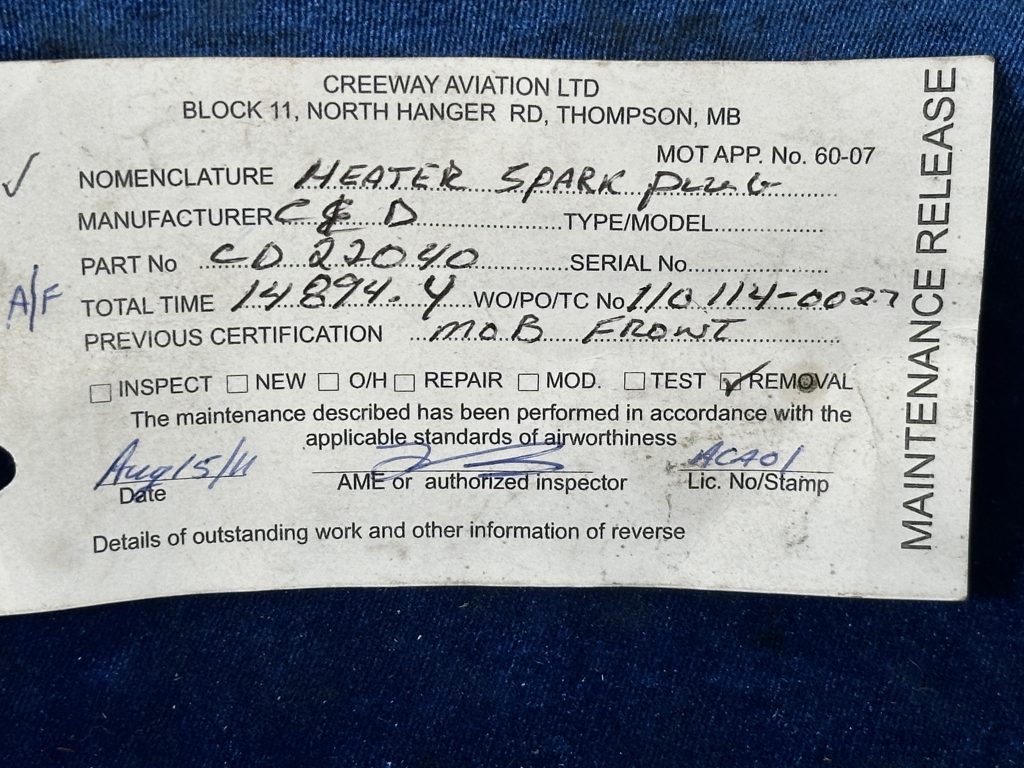 CREEWAY AVIATION LTD
BLOCK 11, NORTH HANGER RD, THOMPSON, MB
MOT APP. No. 60-07
✓ NOMENCLATURE HEATER SPARK PLUG
MANUFACTURER C & D TYPE/MODEL
PART No CD 22040 SERIAL No
A/F TOTAL TIME 14894.4 WO/PO/TC No 110114-0027
PREVIOUS CERTIFICATION MOB FRONT
☐ INSPECT ☐ NEW ☐ O/H ☐ REPAIR ☐ MOD. ☐ TEST ☑ REMOVAL
The maintenance described has been performed in accordance with the
applicable standards of airworthiness
Aug 15/11 ACA01
Date AME or authorized inspector Lic. No/Stamp
Details of outstanding work and other information of reverse
MAINTENANCE RELEASE